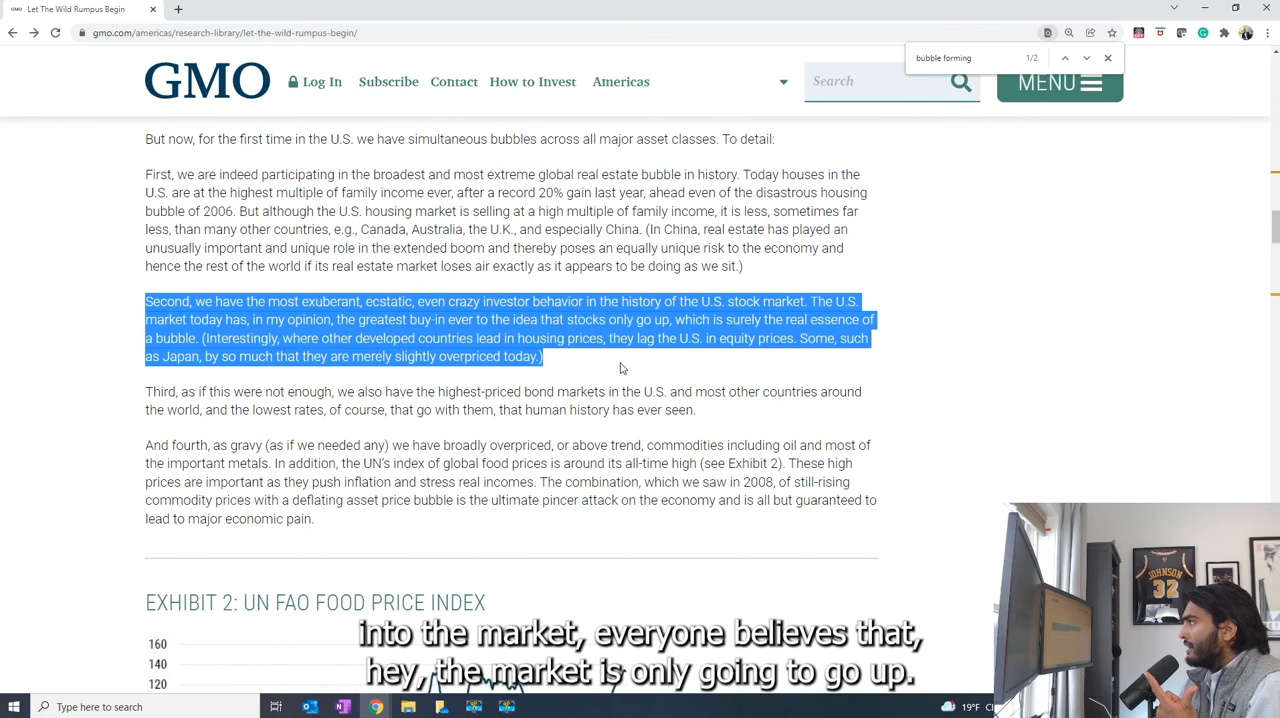 GMO Let The Wild Rumpus Begin
gmo.com/americas/research-library/let-the-wild-rumpus-begin/
bubble forming 1/2
GMO Log In Subscribe Contact How to Invest Americas Search MENU
But now, for the first time in the U.S. we have simultaneous bubbles across all major asset classes. To detail:
First, we are indeed participating in the broadest and most extreme global real estate bubble in history. Today houses in the
U.S. are at the highest multiple of family income ever, after a record 20% gain last year, ahead even of the disastrous housing
bubble of 2006. But although the U.S. housing market is selling at a high multiple of family income, it is less, sometimes far
less, than many other countries, e.g., Canada, Australia, the U.K., and especially China. (In China, real estate has played an
unusually important and unique role in the extended boom and thereby poses an equally unique risk to the economy and
hence the rest of the world if its real estate market loses air exactly as it appears to be doing as we sit.)
Second, we have the most exuberant, ecstatic, even crazy investor behavior in the history of the U.S. stock market. The U.S.
market today has, in my opinion, the greatest buy-in ever to the idea that stocks only go up, which is surely the real essence of
a bubble. (Interestingly, where other developed countries lead in housing prices, they lag the U.S. in equity prices. Some, such
as Japan, by so much that they are merely slightly overpriced today.)
Third, as if this were not enough, we also have the highest-priced bond markets in the U.S. and most other countries around
the world, and the lowest rates, of course, that go with them, that human history has ever seen.
And fourth, as gravy (as if we needed any) we have broadly overpriced, or above trend, commodities including oil and most of
the important metals. In addition, the UN's index of global food prices is around its all-time high (see Exhibit 2). These high
prices are important as they push inflation and stress real incomes. The combination, which we saw in 2008, of still-rising
commodity prices with a deflating asset price bubble is the ultimate pincer attack on the economy and is all but guaranteed to
lead to major economic pain.
EXHIBIT 2: UN FAO FOOD PRICE INDEX
160
140
120
JOHNSON
32
into the market, everyone believes that,
hey, the market is only going to go up.
Type here to search
19°F